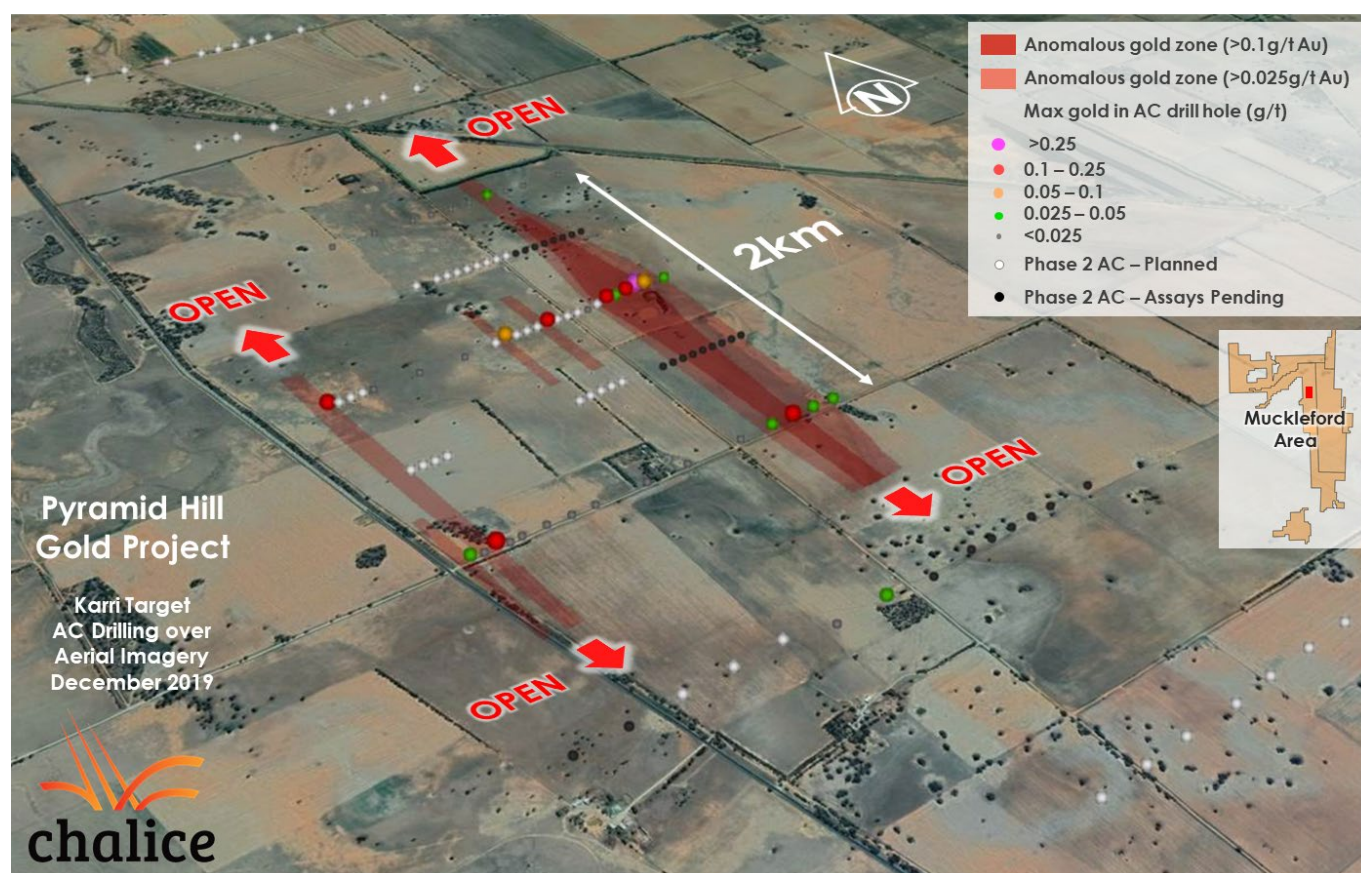 Anomalous gold zone (>0.1g/t Au)
Anomalous gold zone (>0.025g/t Au)
Max gold in AC drill hole (g/t)
>0.25
0.1 – 0.25
0.05 – 0.1
0.025 – 0.05
<0.025
Phase 2 AC – Planned
Phase 2 AC – Assays Pending
N
OPEN
2km
OPEN
Muckleford
Area
OPEN
Pyramid Hill
Gold Project
Karri Target
AC Drilling over
Aerial Imagery
December 2019
OPEN
chalice